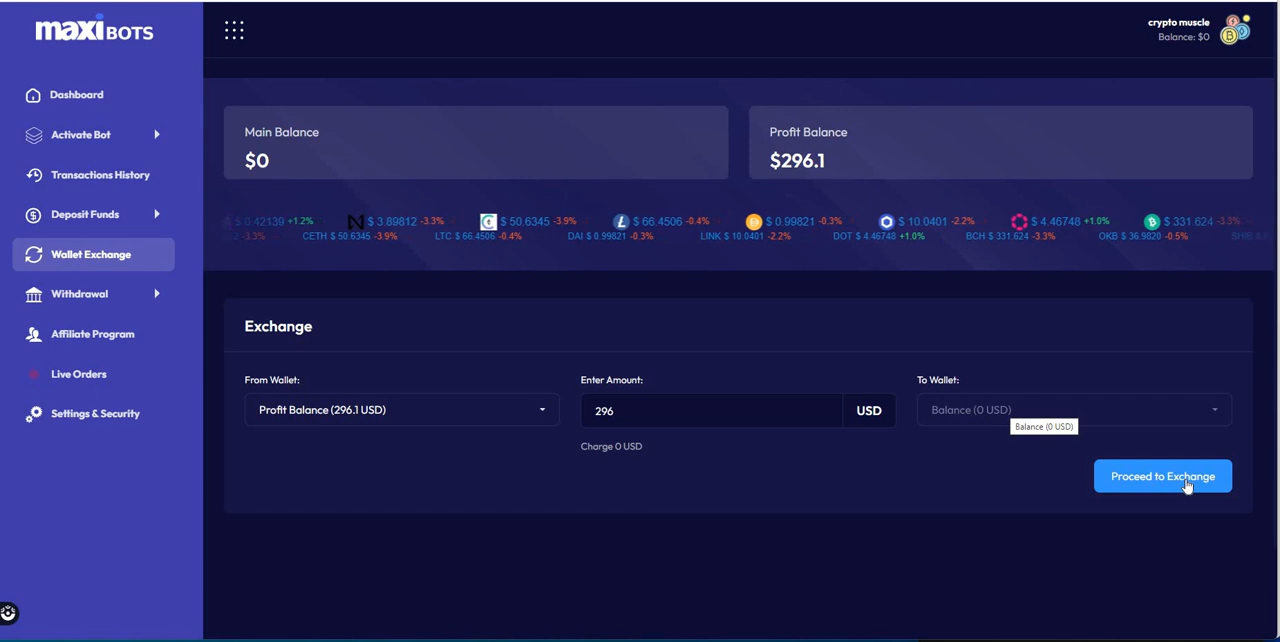 maxi BOTS
crypto muscle
Balance: $0
Dashboard
Activate Bot
Transactions History
Deposit Funds
Wallet Exchange
Withdrawal
Affiliate Program
Live Orders
Settings & Security
Main Balance
$0
Profit Balance
$296.1
$ 0.42139 +1.2% $ 3.89812 -3.3% $ 50.6345 -3.9% $ 66.4506 -0.4% $ 0.99821 -0.3% $ 10.0401 -2.2% $ 4.46748 +1.0% $ 331.624 -3.3%
-3.3% CETH $ 50.6345 -3.9% LTC $ 66.4506 -0.4% DAI $ 0.99821 -0.3% LINK $ 10.0401 -2.2% DOT $ 4.46748 +1.0% BCH $ 331.624 -3.3% OKB $ 36.9820 -0.5%
Exchange
From Wallet: Enter Amount: To Wallet:
Profit Balance (296.1 USD) 296 USD Balance (0 USD)
Balance (0 USD)
Charge 0 USD
Proceed to Exchange